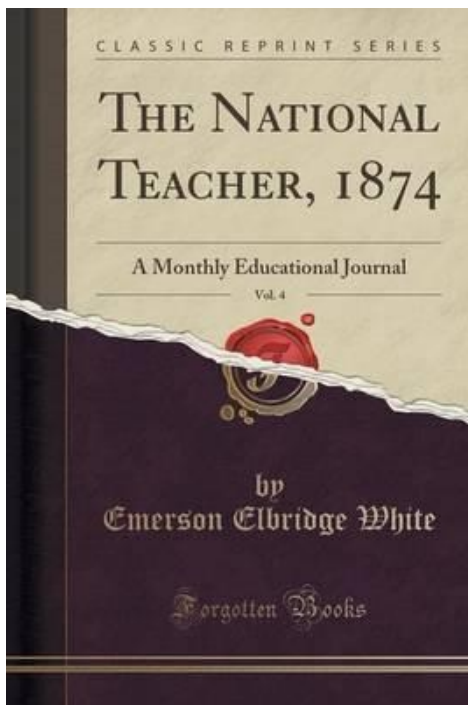 CLASSIC REPRINT SERIES
THE NATIONAL
TEACHER, 1874
A Monthly Educational Journal
Vol. 4
by
Emerson Elbridge White
Forgotten Books